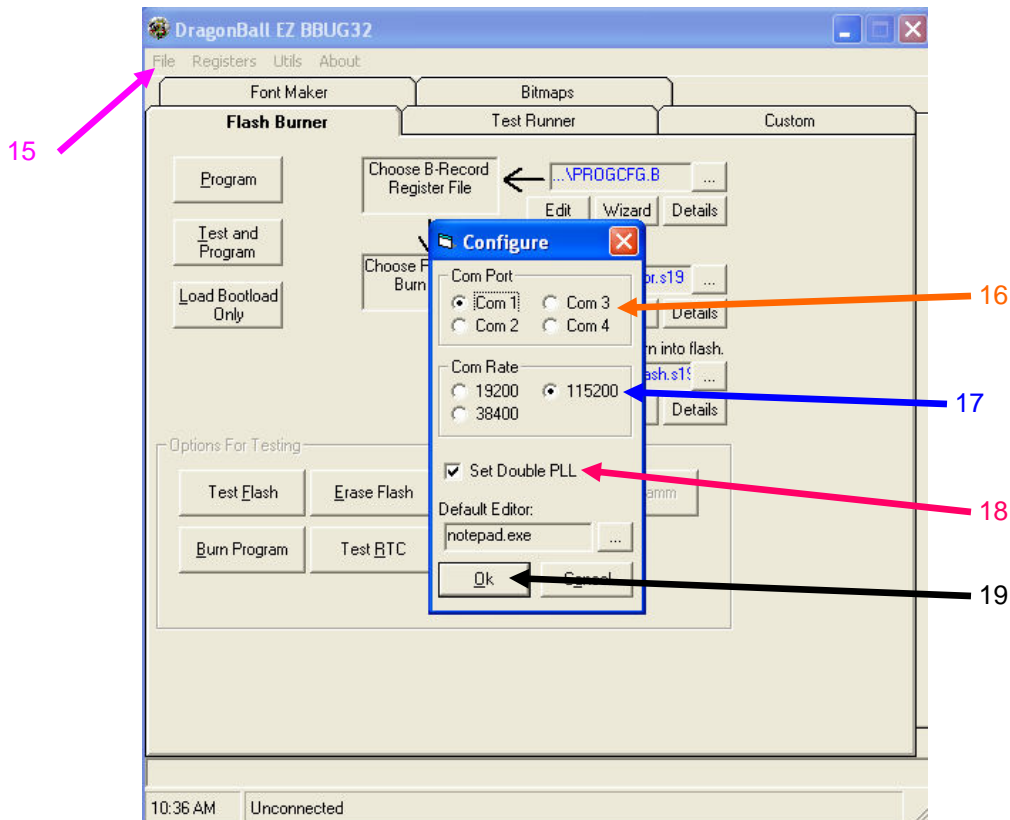 DragonBall EZ BBUG32
File Registers Utils About
Font Maker Bitmaps
Flash Burner Test Runner Custom
15
Program
Choose B-Record
Register File
...\PROGCFG.B ...
Edit Wizard Details
Test and
Program
Configure
Choose F
Burn
or.s19 ...
Com Port
Com 1 Com 3
Com 2 Com 4
16
Load Bootload
Only
Details
rn into flash.
Com Rate
ash.s19 ...
19200 115200
38400
17
Details
Options For Testing
Set Double PLL
Test Flash Erase Flash
amm
18
Default Editor:
notepad.exe ...
Burn Program Test RTC
Ok Cancel
19
10:36 AM Unconnected